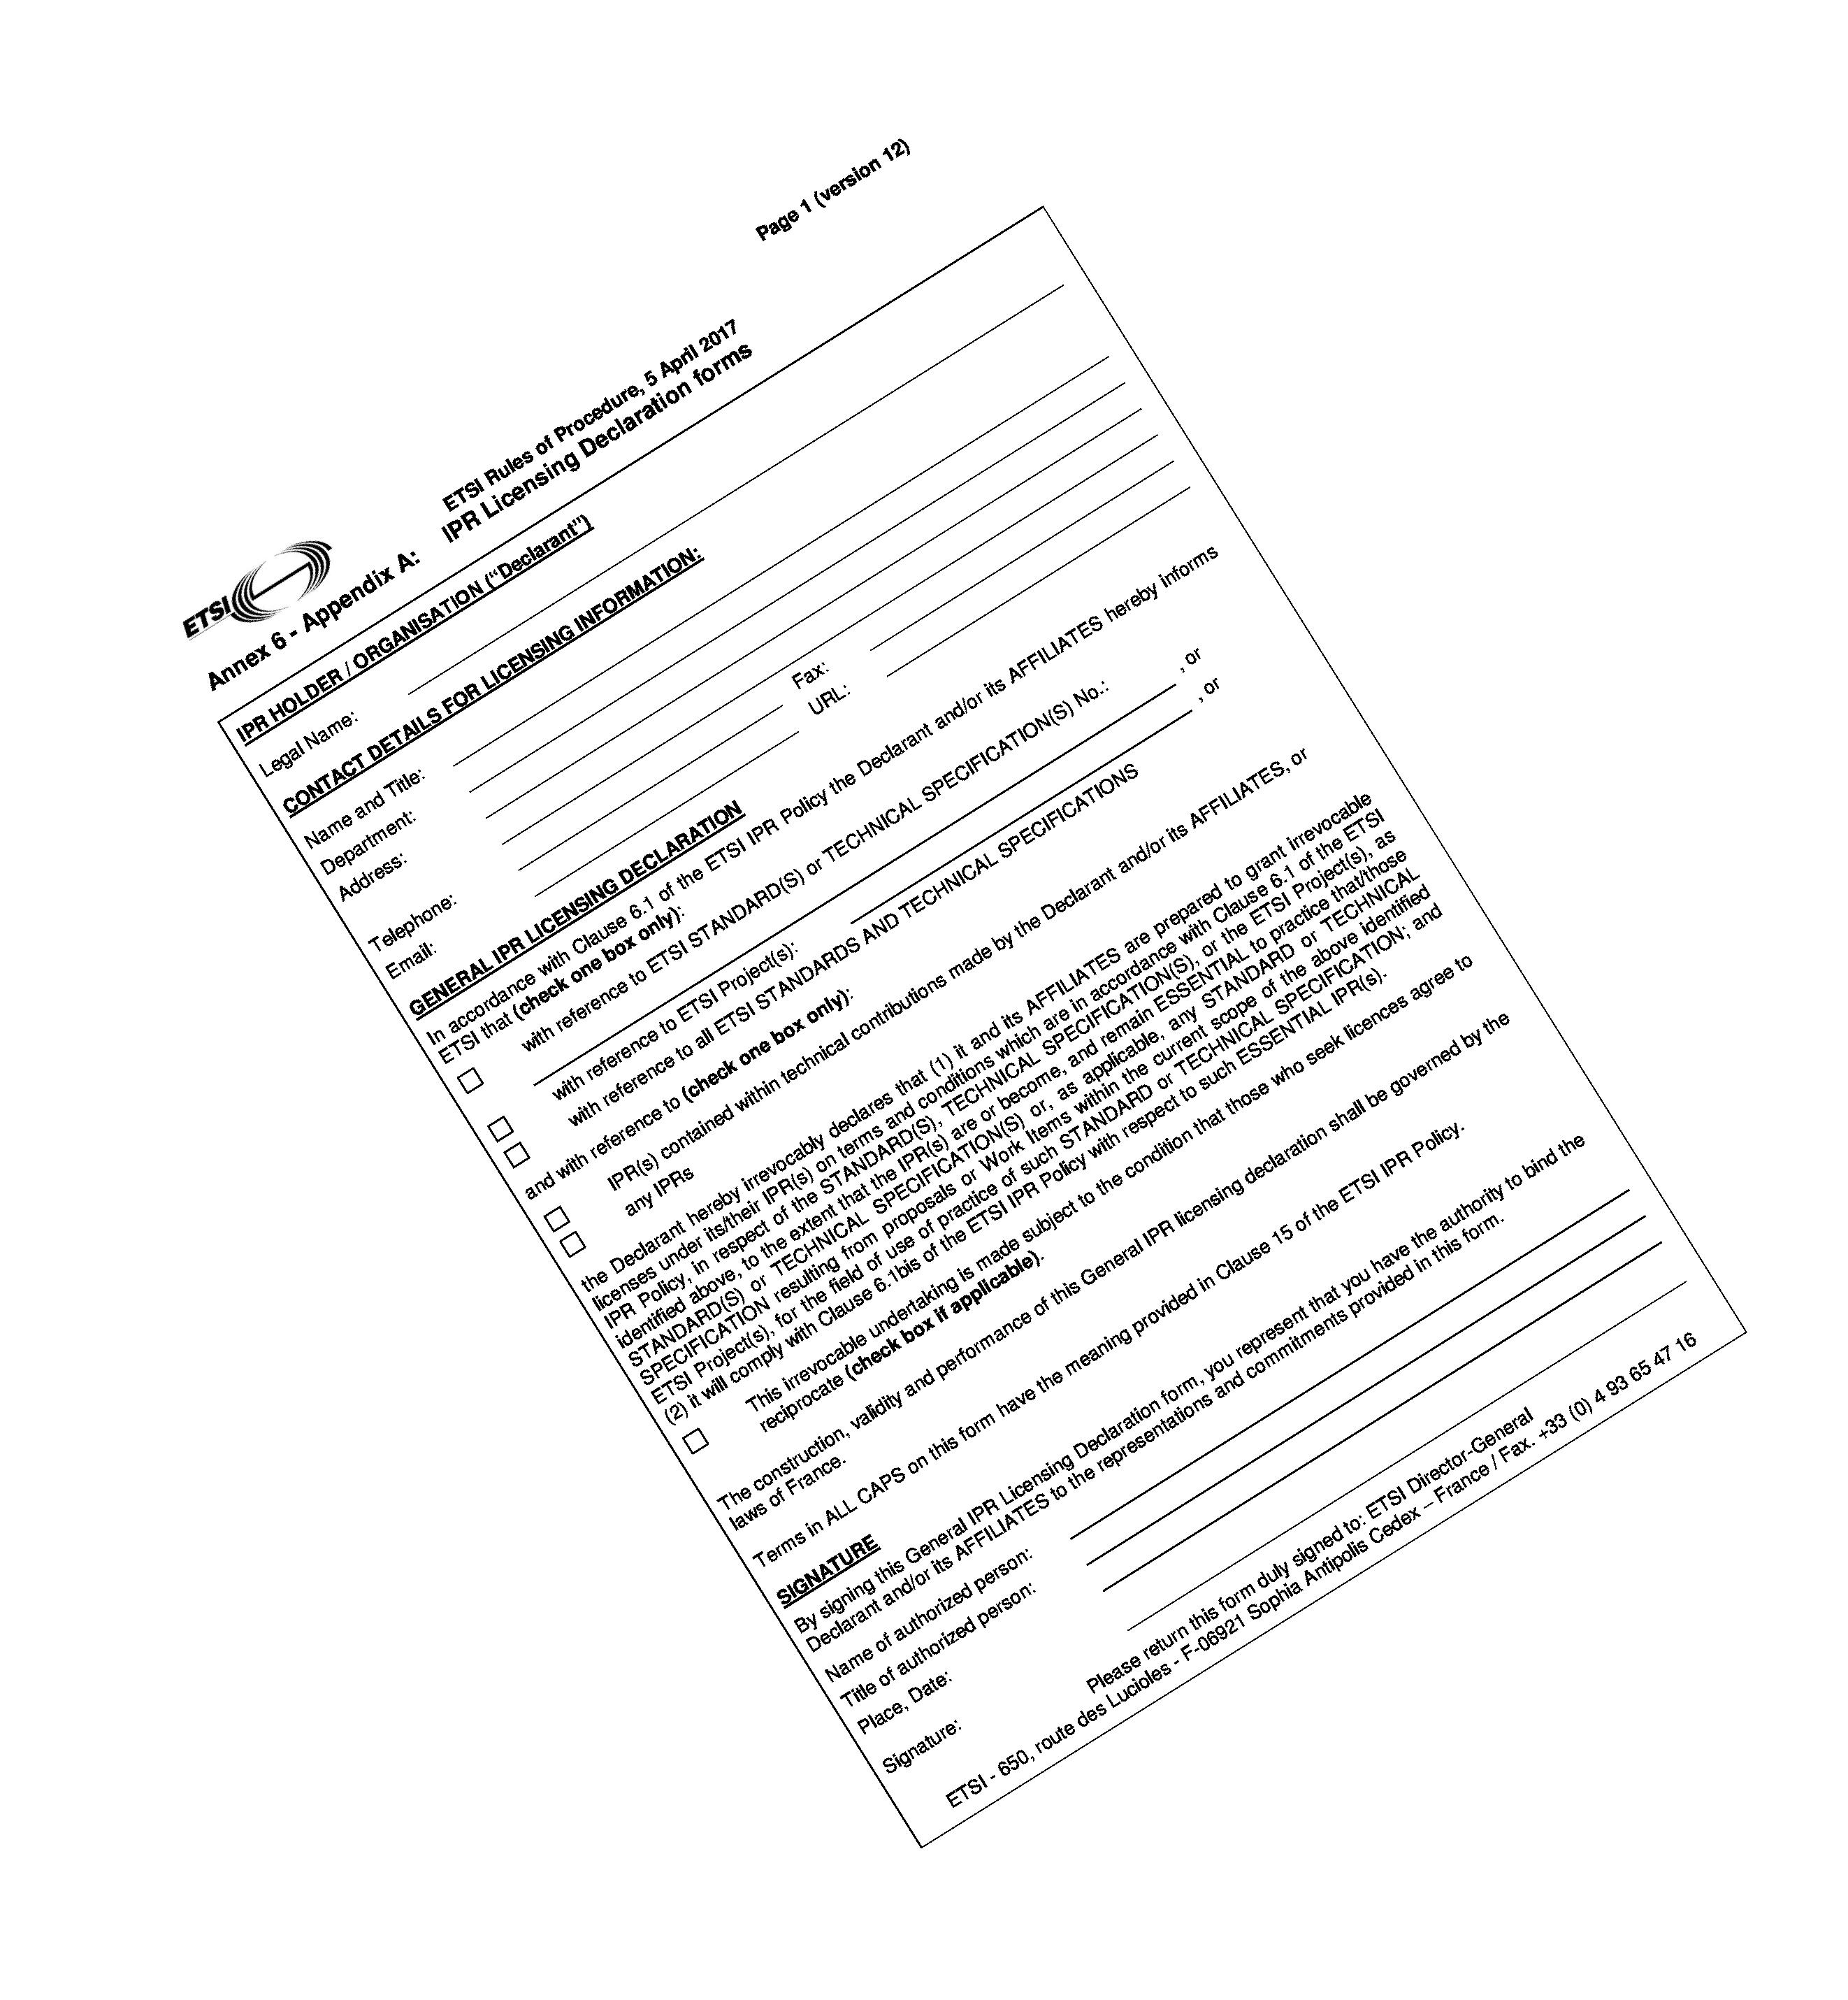 Page 1 (version 12)
ETSI
ETSI Rules of Procedure, 5 April 2017
Annex 6 - Appendix A: IPR Licensing Declaration forms
IPR HOLDER / ORGANISATION ("Declarant")
Legal Name:
CONTACT DETAILS FOR LICENSING INFORMATION:
Name and Title:
Department:
Address:
Telephone: Fax:
Email: URL:
GENERAL IPR LICENSING DECLARATION
In accordance with Clause 6.1 of the ETSI IPR Policy the Declarant and/or its AFFILIATES hereby informs
ETSI that (check one box only):
with reference to ETSI STANDARD(S) or TECHNICAL SPECIFICATION(S) No.:
, or
with reference to ETSI Project(s): , or
with reference to all ETSI STANDARDS AND TECHNICAL SPECIFICATIONS
and with reference to (check one box only):
IPR(s) contained within technical contributions made by the Declarant and/or its AFFILIATES, or
any IPRs
the Declarant hereby irrevocably declares that (1) it and its AFFILIATES are prepared to grant irrevocable
licenses under its/their IPR(s) on terms and conditions which are in accordance with Clause 6.1 of the ETSI
IPR Policy, in respect of the STANDARD(S), TECHNICAL SPECIFICATION(S), or the ETSI Project(s), as
identified above, to the extent that the IPR(s) are or become, and remain ESSENTIAL to practice that/those
STANDARD(S) or TECHNICAL SPECIFICATION(S) or, as applicable, any STANDARD or TECHNICAL
SPECIFICATION resulting from proposals or Work Items within the current scope of the above identified
ETSI Project(s), for the field of use of practice of such STANDARD or TECHNICAL SPECIFICATION; and
(2) it will comply with Clause 6.1bis of the ETSI IPR Policy with respect to such ESSENTIAL IPR(s).
This irrevocable undertaking is made subject to the condition that those who seek licences agree to
reciprocate (check box if applicable).
The construction, validity and performance of this General IPR licensing declaration shall be governed by the
laws of France.
Terms in ALL CAPS on this form have the meaning provided in Clause 15 of the ETSI IPR Policy.
SIGNATURE
By signing this General IPR Licensing Declaration form, you represent that you have the authority to bind the
Declarant and/or its AFFILIATES to the representations and commitments provided in this form.
Name of authorized person:
Title of authorized person:
Place, Date:
Signature:
Please return this form duly signed to: ETSI Director-General
ETSI - 650, route des Lucioles - F-06921 Sophia Antipolis Cedex – France / Fax. +33 (0) 4 93 65 47 16